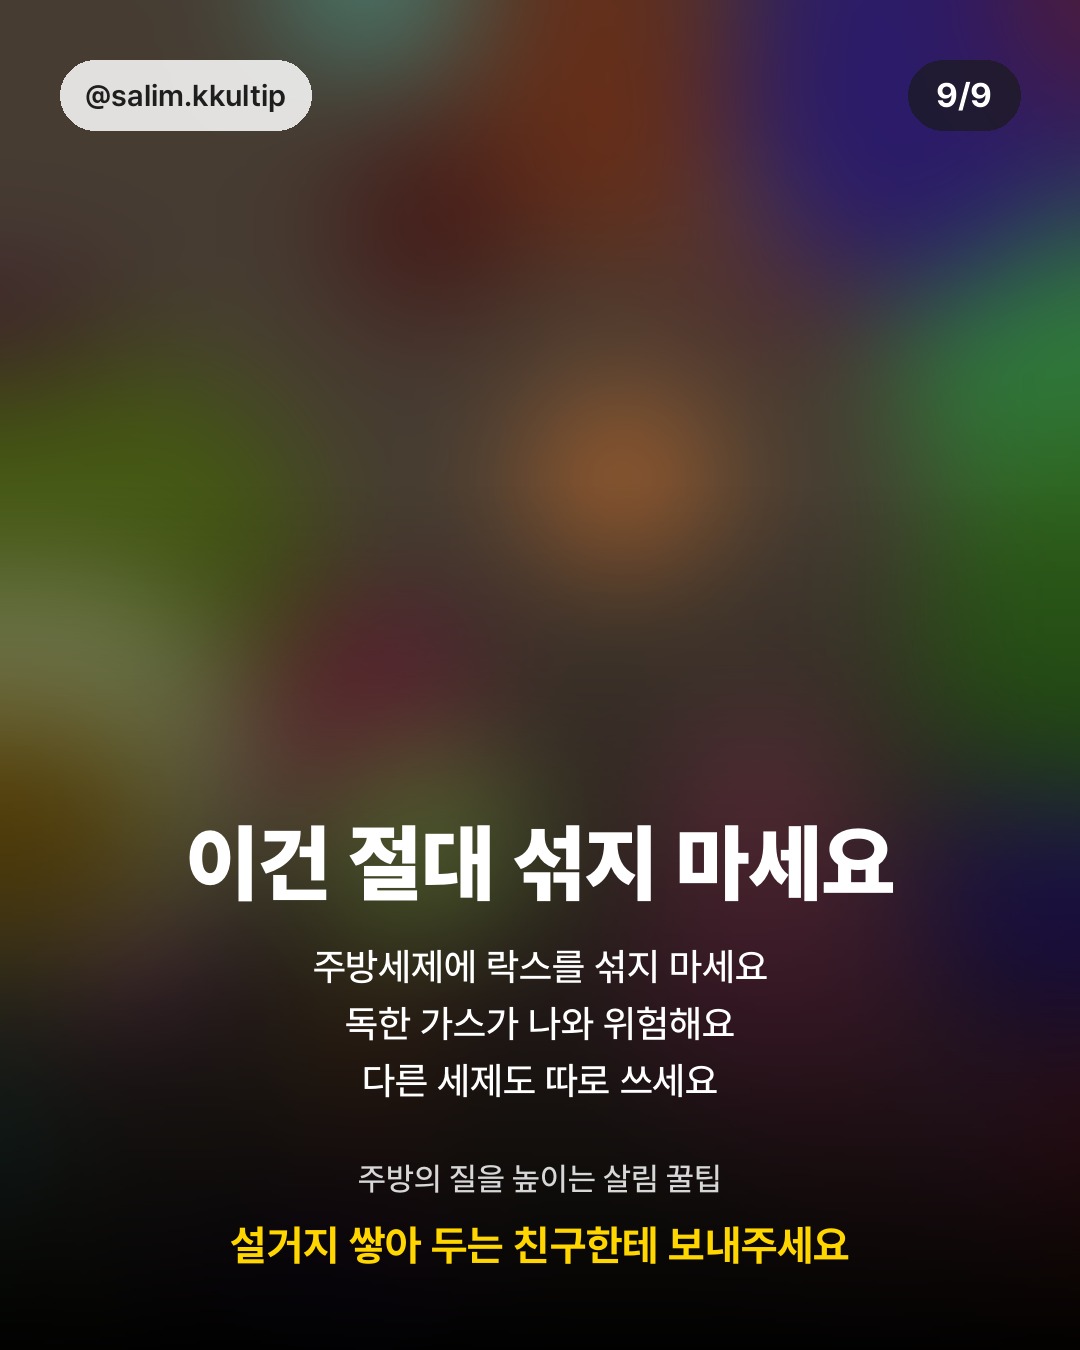 @salim.kkultip
9/9
이건 절대 섞지 마세요
주방세제에 락스를 섞지 마세요
독한 가스가 나와 위험해요
다른 세제도 따로 쓰세요
주방의 질을 높이는 살림 꿀팁
설거지 쌓아 두는 친구한테 보내주세요